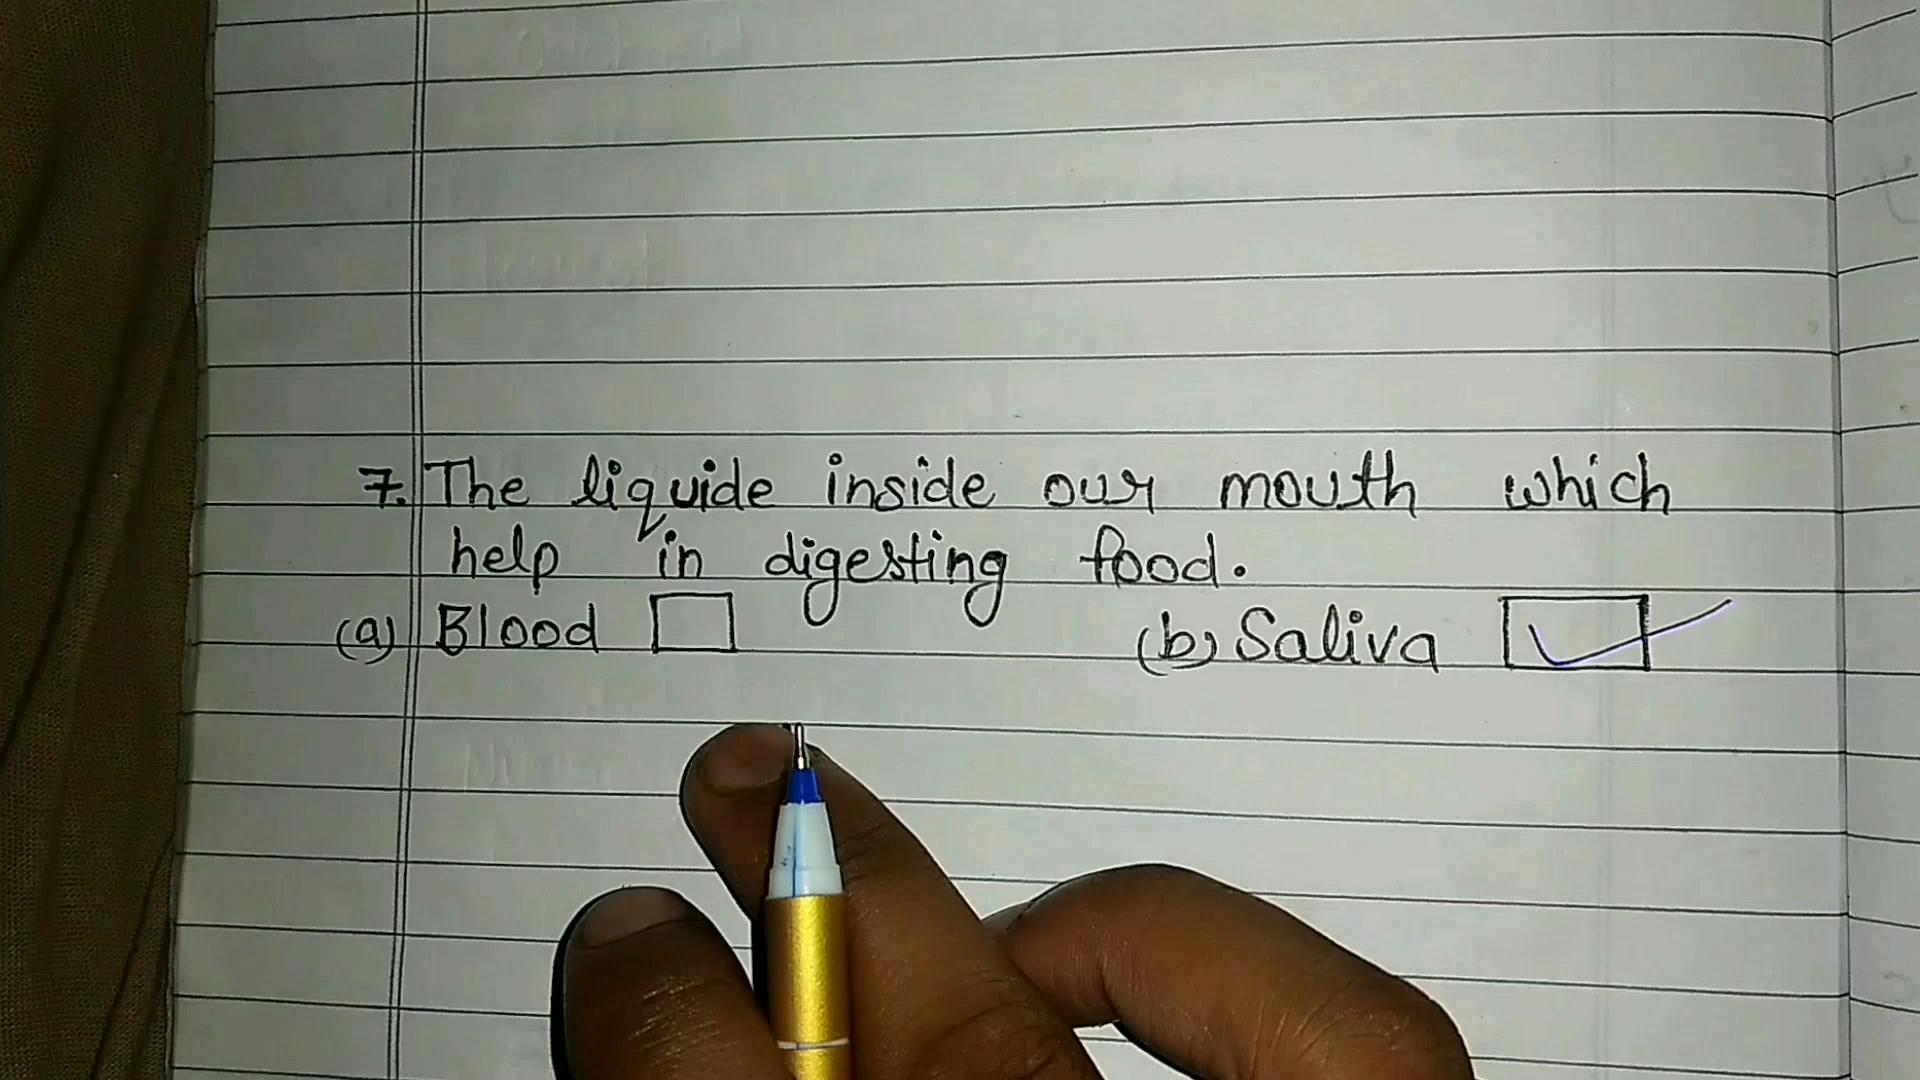 7. The liquide inside our mouth which
help in digesting food.
(a) Blood (b) Saliva